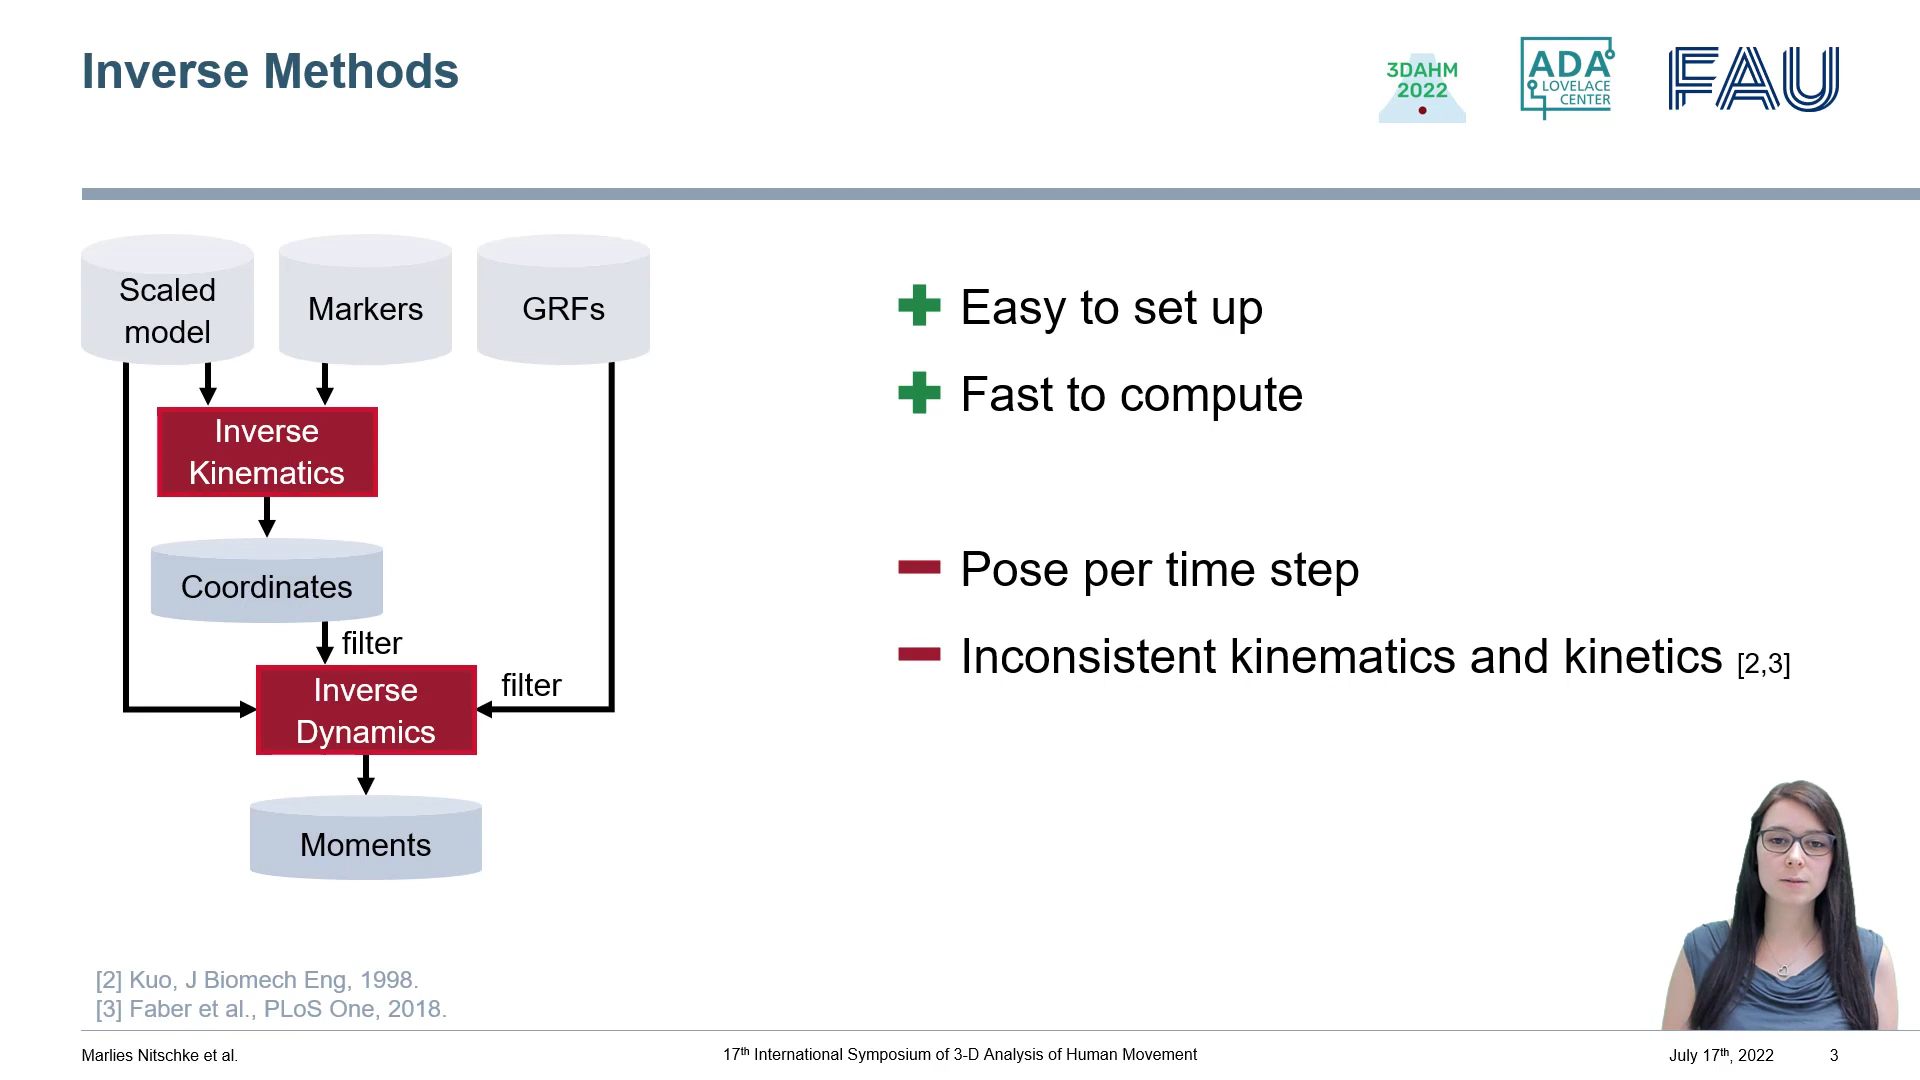 Inverse Methods
3DAHM
2022
ADA
LOVELACE
CENTER
FAU
Scaled
model
Markers
GRFs
Inverse
Kinematics
Coordinates
filter
filter
Inverse
Dynamics
Moments
Easy to set up
Fast to compute
Pose per time step
Inconsistent kinematics and kinetics [2,3]
[2] Kuo, J Biomech Eng, 1998.
[3] Faber et al., PLoS One, 2018.
Marlies Nitschke et al.
17th International Symposium of 3-D Analysis of Human Movement
July 17th, 2022
3